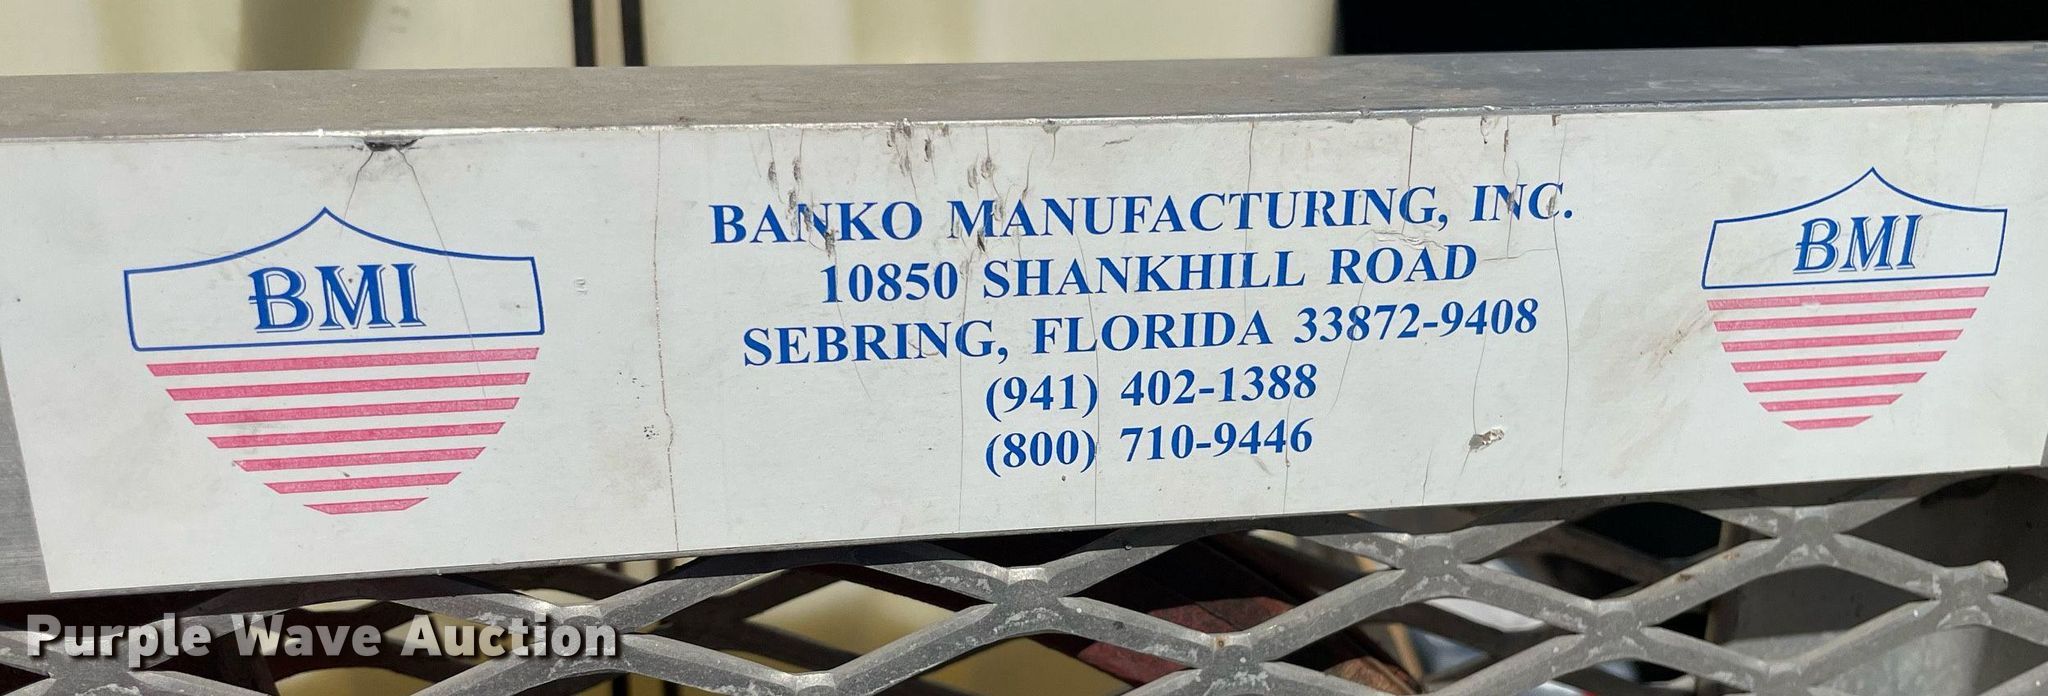 BMI
BANKO MANUFACTURING, INC.
10850 SHANKHILL ROAD
SEBRING, FLORIDA 33872-9408
(941) 402-1388
(800) 710-9446
BMI
Purple Wave Auction